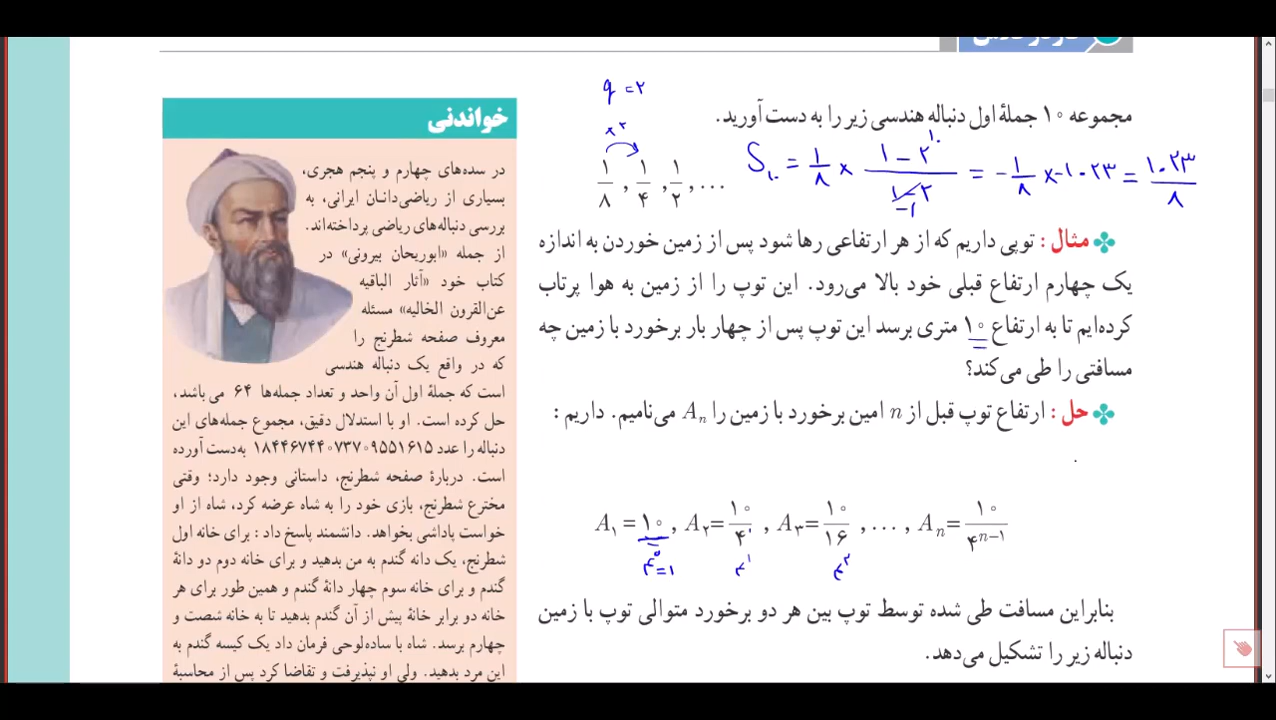 مجموعه ۱۰ جملهٔ اول دنباله هندسی زیر را به دست آورید.
q = ۲
×۲
۱/۸ , ۱/۴ , ۱/۲ , ...
S۱۰ = ۱/۸ × (۱ − ۲^۱۰)/(۱ − ۲) −۱ = −۱/۸ × −۱۰۲۳ = ۱۰۲۳/۸
مثال : توپی داریم که از هر ارتفاعی رها شود پس از زمین خوردن به اندازه
یک چهارم ارتفاع قبلی خود بالا می‌رود. این توپ را از زمین به هوا پرتاب
کرده‌ایم تا به ارتفاع ۱۰ متری برسد این توپ پس از چهار بار برخورد با زمین چه
مسافتی را طی می‌کند؟
حل : ارتفاع توپ قبل از n امین برخورد با زمین را Aₙ می‌نامیم. داریم :
A₁ = ۱۰ , A₂ = ۱۰/۴ , A₃ = ۱۰/۱۶ , ... , Aₙ = ۱۰/۴^(n−۱)
۴^۰ = ۱
۴^۱
۴^۲
بنابراین مسافت طی شده توسط توپ بین هر دو برخورد متوالی توپ با زمین
دنباله زیر را تشکیل می‌دهد.
خواندنی
در سده‌های چهارم و پنجم هجری،
بسیاری از ریاضی‌دانان ایرانی، به
بررسی دنباله‌های ریاضی پرداخته‌اند.
از جمله «ابوریحان بیرونی» در
کتاب خود «آثار الباقیه
عن‌القرون الخالیه» مسئله
معروف صفحه شطرنج را
که در واقع یک دنباله هندسی
است که جملهٔ اول آن واحد و تعداد جمله‌ها ۶۴ می باشد،
حل کرده است. او با استدلال دقیق، مجموع جمله‌های این
دنباله را عدد ۱۸۴۴۶۷۴۴۰۷۳۷۰۹۵۵۱۶۱۵ به‌دست آورده
است. دربارهٔ صفحه شطرنج، داستانی وجود دارد؛ وقتی
مخترع شطرنج، بازی خود را به شاه عرضه کرد، شاه از او
خواست پاداشی بخواهد. دانشمند پاسخ داد : برای خانه اول
شطرنج، یک دانه گندم به من بدهید و برای خانه دوم دو دانهٔ
گندم و برای خانه سوم چهار دانهٔ گندم و همین طور برای هر
خانه دو برابر خانهٔ پیش از آن گندم بدهید تا به خانه شصت و
چهارم برسد. شاه با ساده‌لوحی فرمان داد یک کیسه گندم به
این مرد بدهید. ولی او نپذیرفت و تقاضا کرد پس از محاسبهٔ